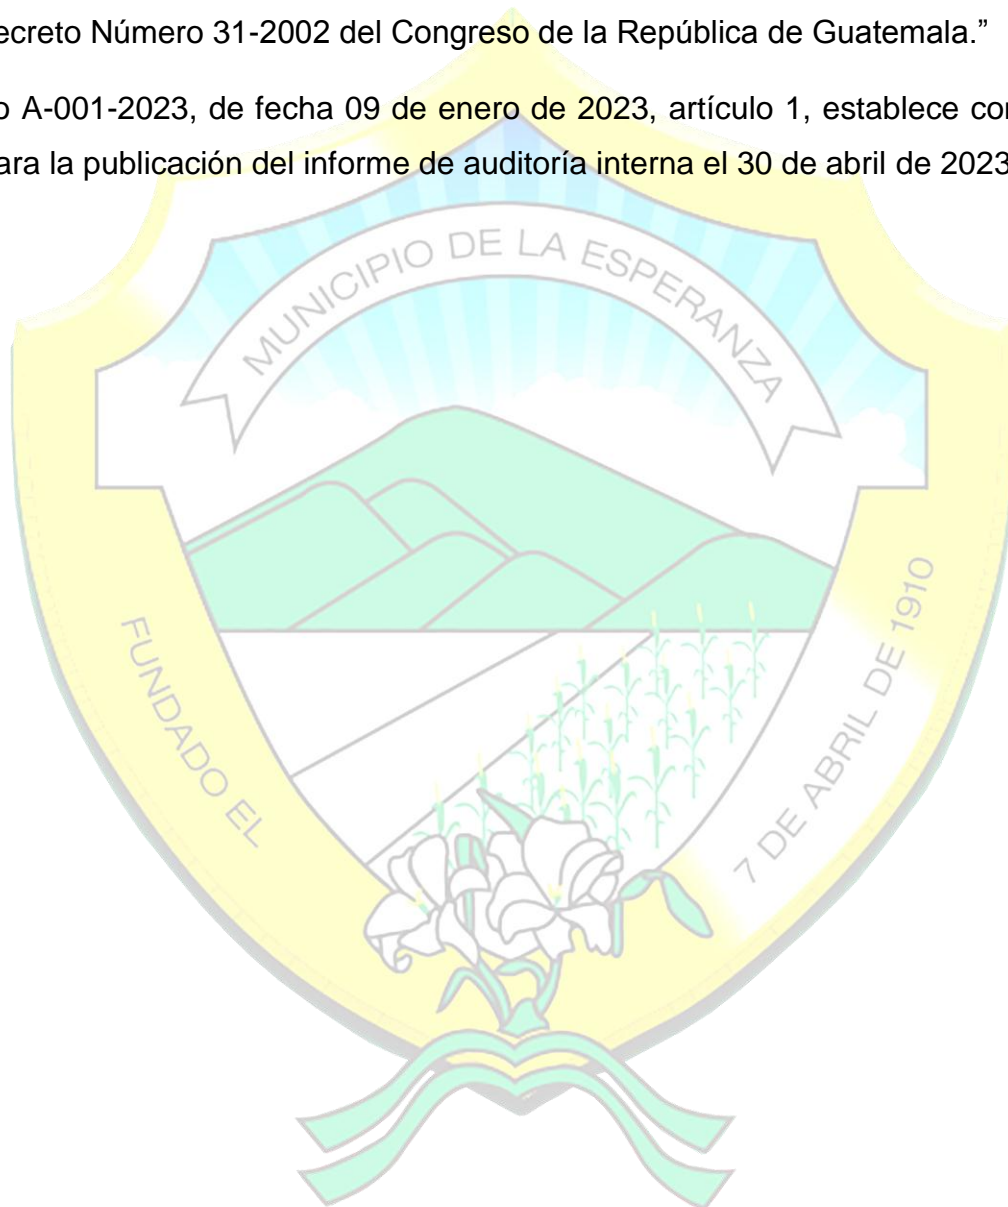 ecreto Número 31-2002 del Congreso de la República de Guatemala.”
o A-001-2023, de fecha 09 de enero de 2023, artículo 1, establece co
ara la publicación del informe de auditoría interna el 30 de abril de 2023
MUNICIPIO DE LA ESPERANZA
FUNDADO EL
7 DE ABRIL DE 1910